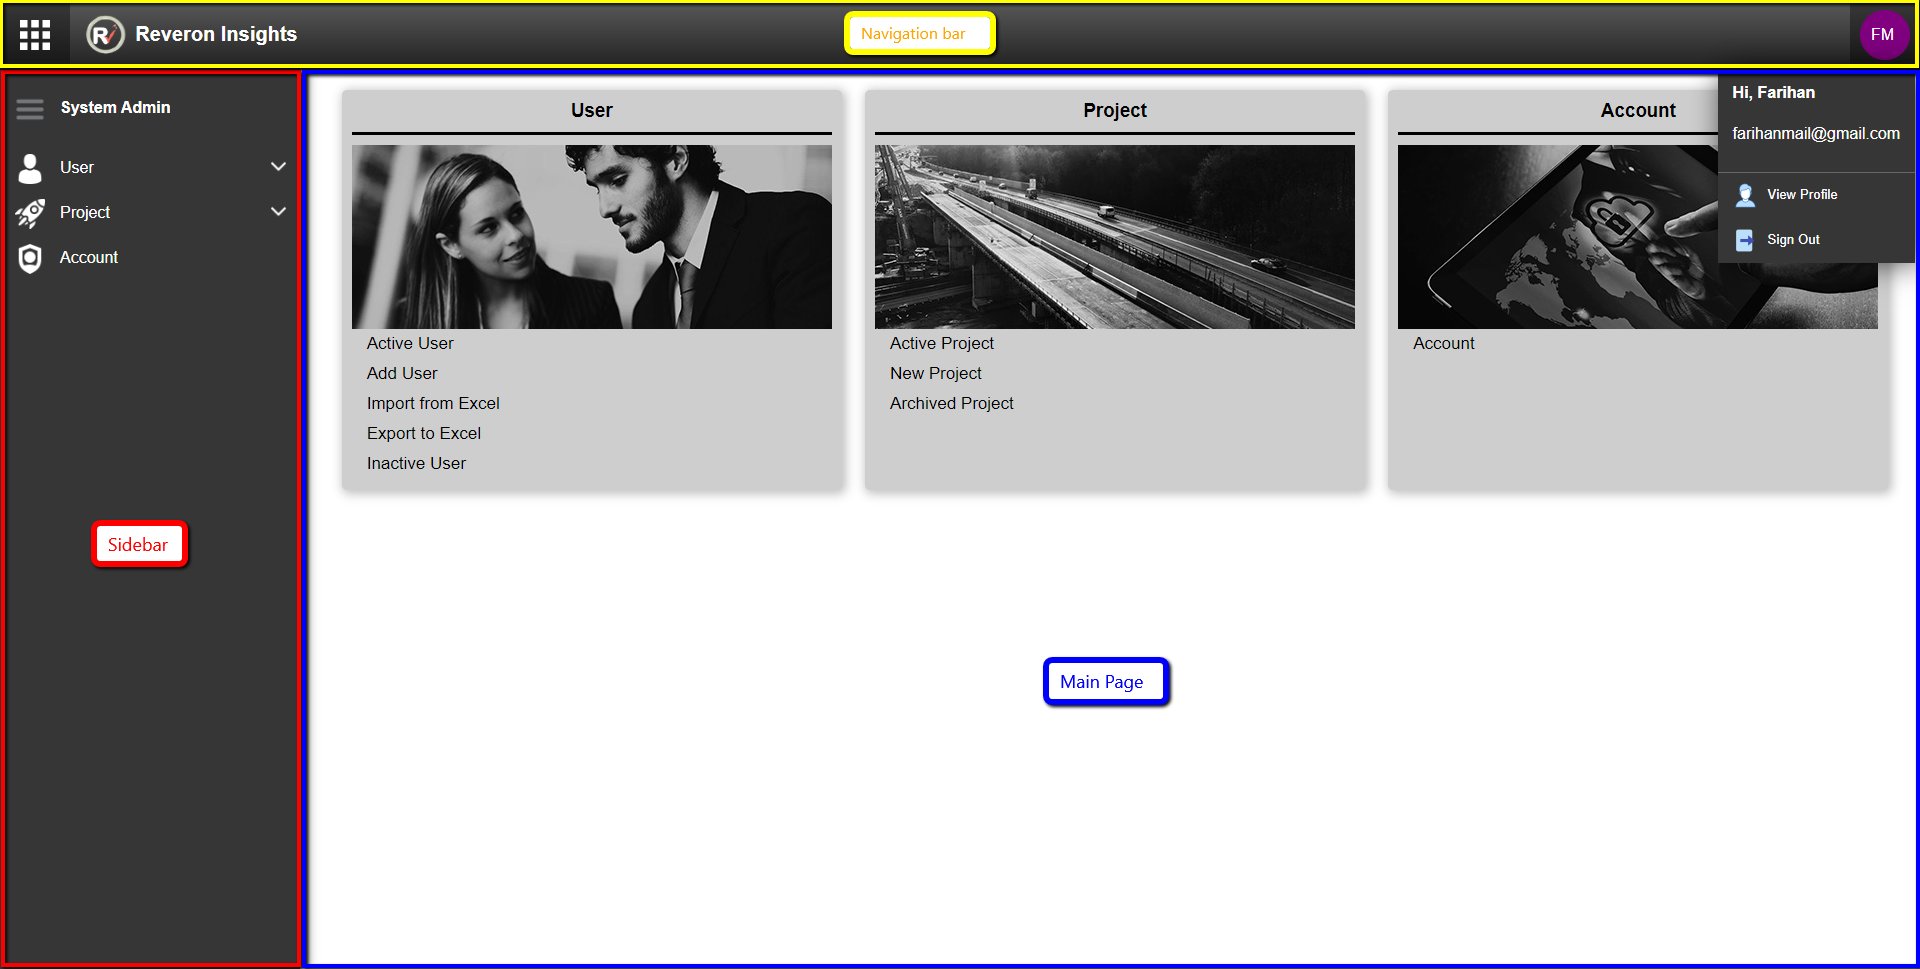 Reveron Insights
Navigation bar
FM
System Admin
User
Project
Account
Sidebar
User
Active User
Add User
Import from Excel
Export to Excel
Inactive User
Project
Active Project
New Project
Archived Project
Account
Account
Hi, Farihan
farihanmail@gmail.com
View Profile
Sign Out
Main Page